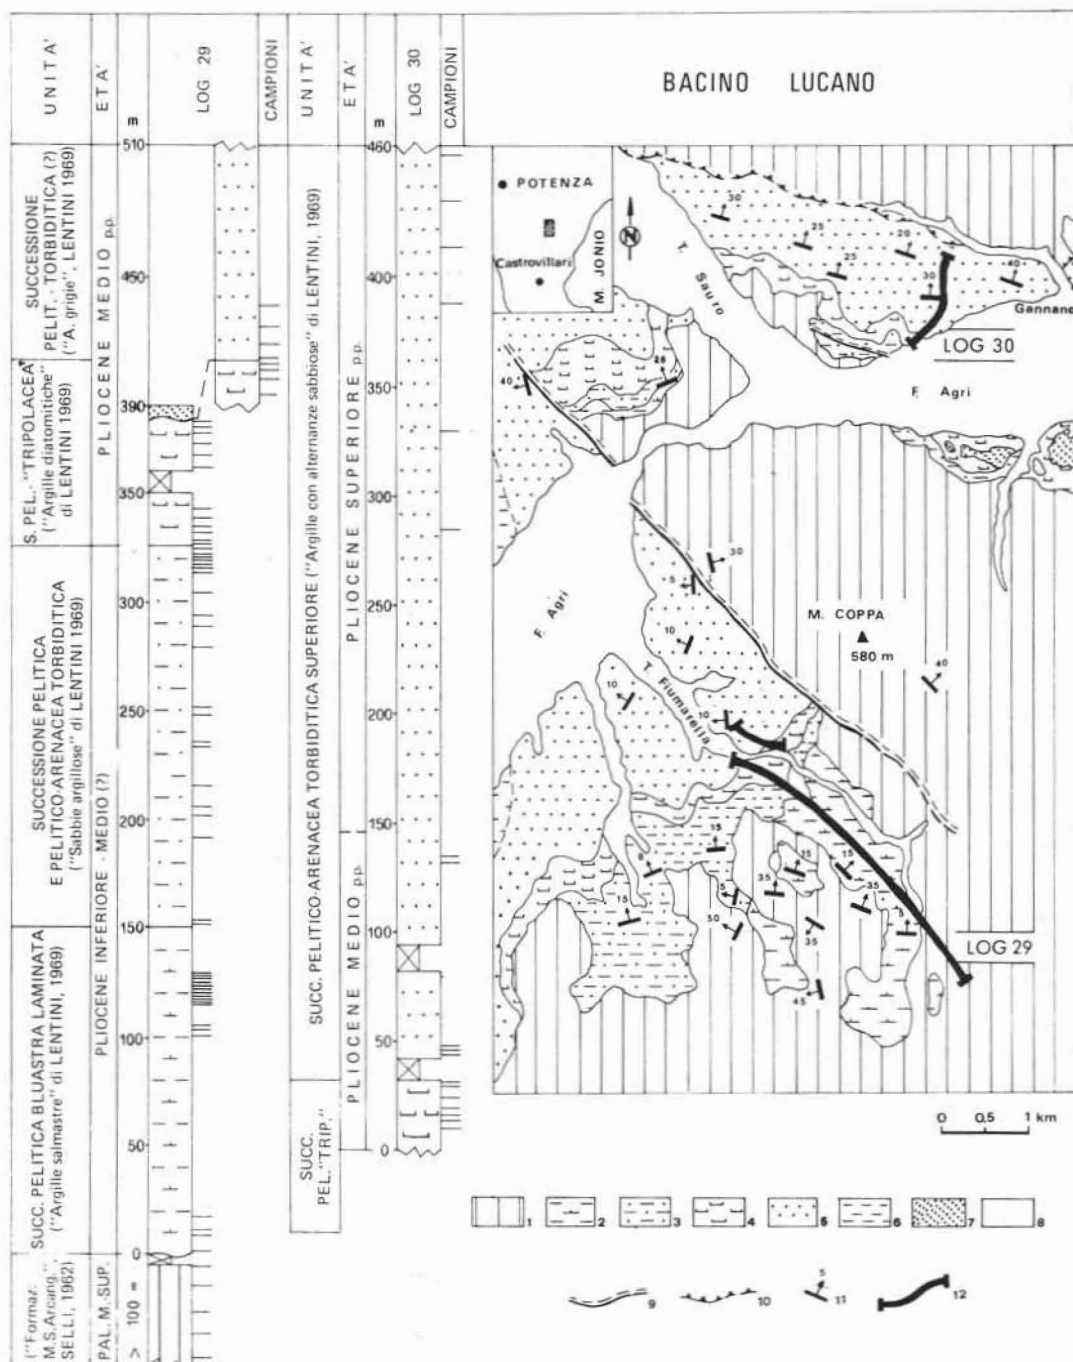 UNITA'
ETA'
m
LOG 29
CAMPIONI
UNITA'
ETA'
m
LOG 30
CAMPIONI
BACINO LUCANO
SUCCESSIONE
PELIT. - TORBIDITICA (?)
("A. grigie", LENTINI 1969)
S. PEL.- "TRIPOLACEA"
("Argille diatomitiche"
di LENTINI 1969)
SUCCESSIONE PELITICA
E PELITICO-ARENACEA TORBIDITICA
("Sabbie argillose" di LENTINI 1969)
SUCC. PELITICA BLUASTRA LAMINATA
("Argille salmastre" di LENTINI, 1969)
("Formaz.
M.S.Arcang.",
SELLI, 1962)
PLIOCENE MEDIO p.p.
PLIOCENE INFERIORE - MEDIO (?)
PAL. M.-SUP.
510
450
390
350
300
250
200
150
100
50
0
> 100 m
SUCC. PELITICO-ARENACEA TORBIDITICA SUPERIORE ("Argille con alternanze sabbiose" di LENTINI, 1969)
SUCC.
PEL."TRIP."
PLIOCENE SUPERIORE p.p.
PLIOCENE MEDIO p.p.
460
400
350
300
250
200
150
100
50
0
POTENZA
Castrovillari
M. JONIO
N
T. Sauro
30
25
25
20
30
40
Gannano
LOG 30
F. Agri
40
28
F. Agri
30
5
10
M. COPPA
580 m
40
T. Fiumarella
10
10
15
8
15
5
50
35
15
15
35
5
35
45
LOG 29
0 0,5 1 km
1 2 3 4 5 6 7 8
9 10 5 11 12